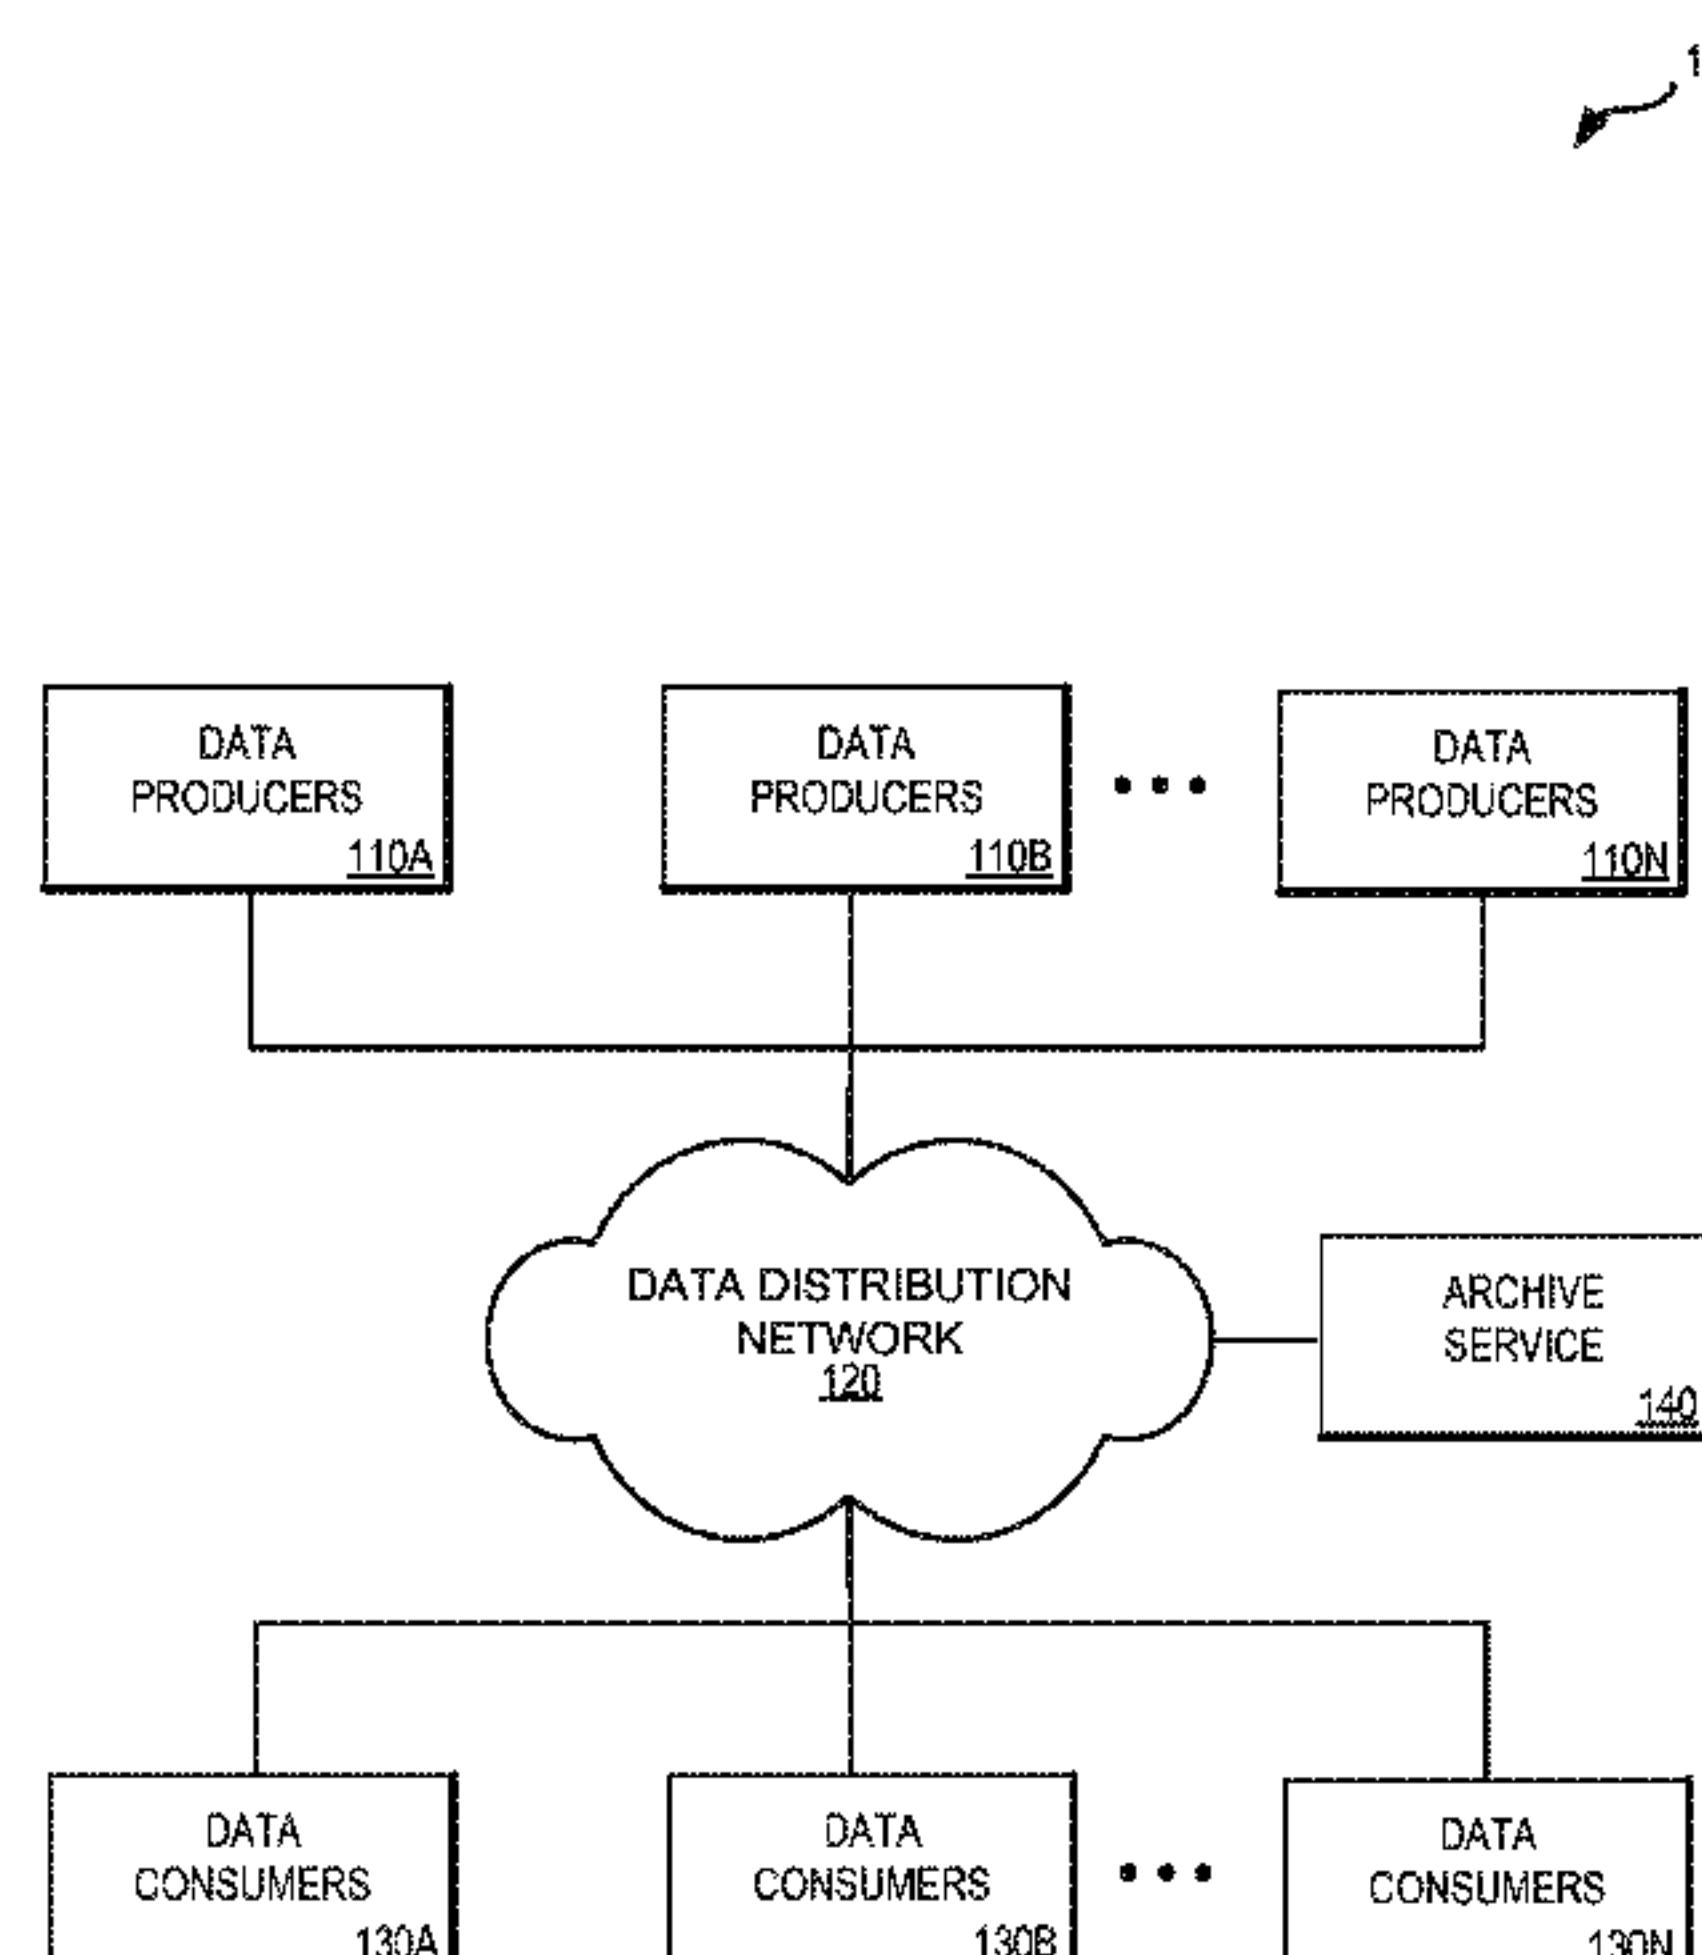 DATA
PRODUCERS
110A
DATA
PRODUCERS
110B
DATA
PRODUCERS
110N
DATA DISTRIBUTION
NETWORK
120
ARCHIVE
SERVICE
140
DATA
CONSUMERS
130A
DATA
CONSUMERS
130B
DATA
CONSUMERS
130N